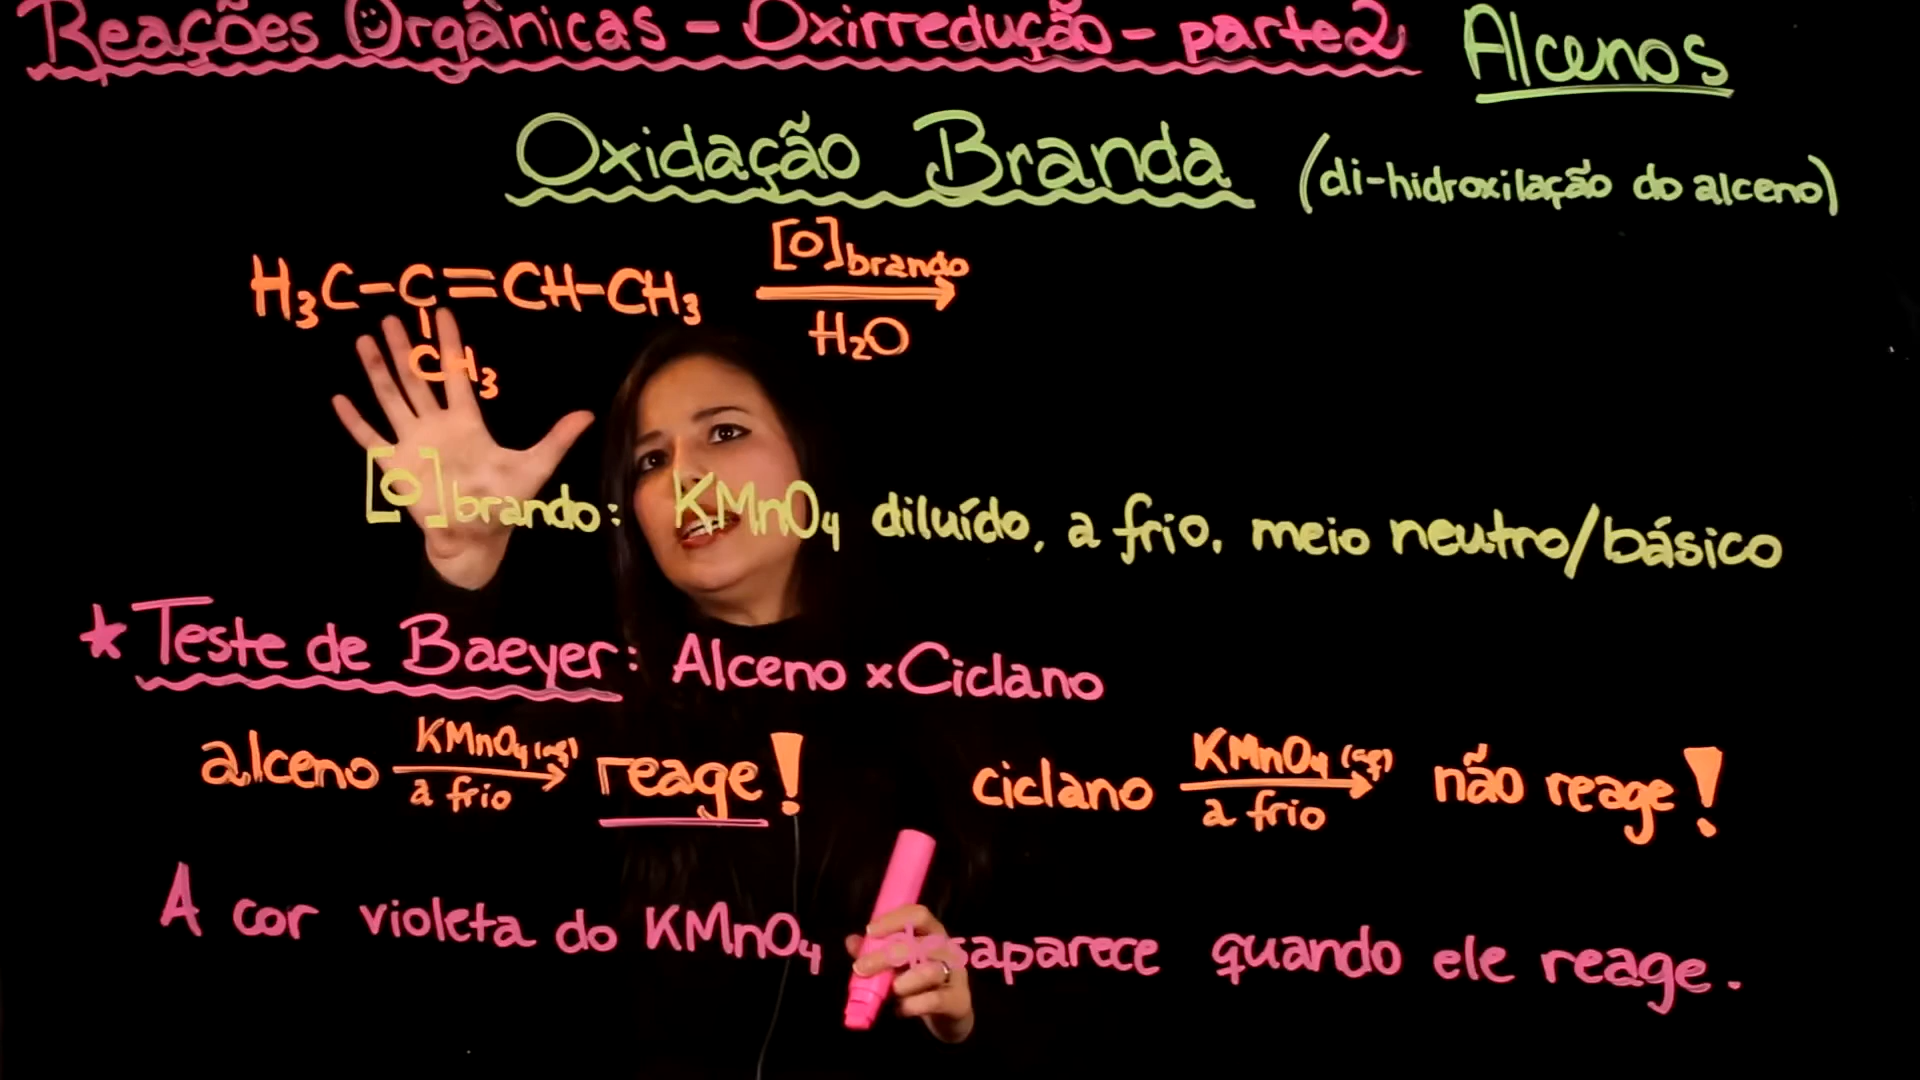 Reações Orgânicas - Oxirredução - parte 2 Alcenos
Oxidação Branda (di-hidroxilação do alceno)
H₃C-C=CH-CH₃ [O]brando
H₂O
CH₃
[O]brando: KMnO₄ diluído, a frio, meio neutro/básico
* Teste de Baeyer: Alceno x Ciclano
alceno KMnO₄(aq) a frio reage! ciclano KMnO₄(aq) a frio não reage!
A cor violeta do KMnO₄ desaparece quando ele reage.